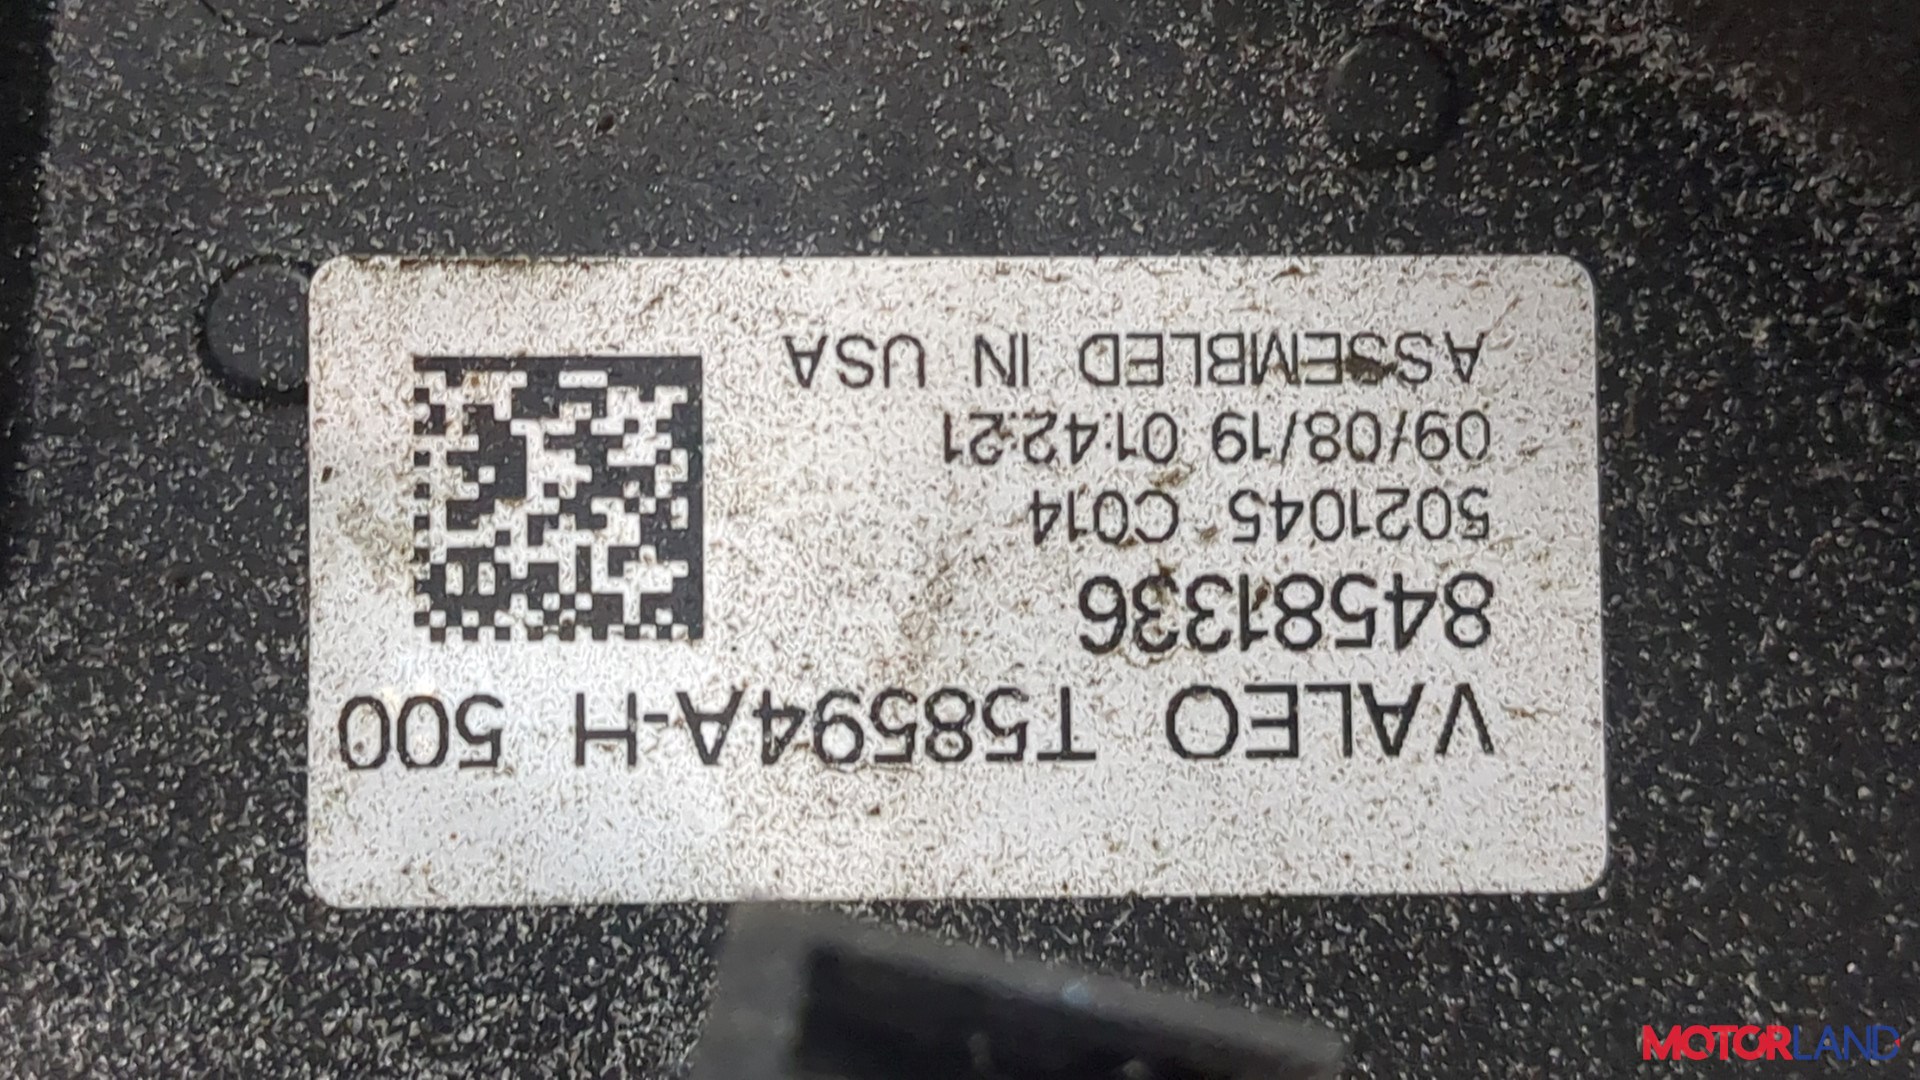 VALEO T58594A-H 500
84581336
5021045 C014
09/08/19 01:42:21
ASSEMBLED IN USA
MOTORLAND